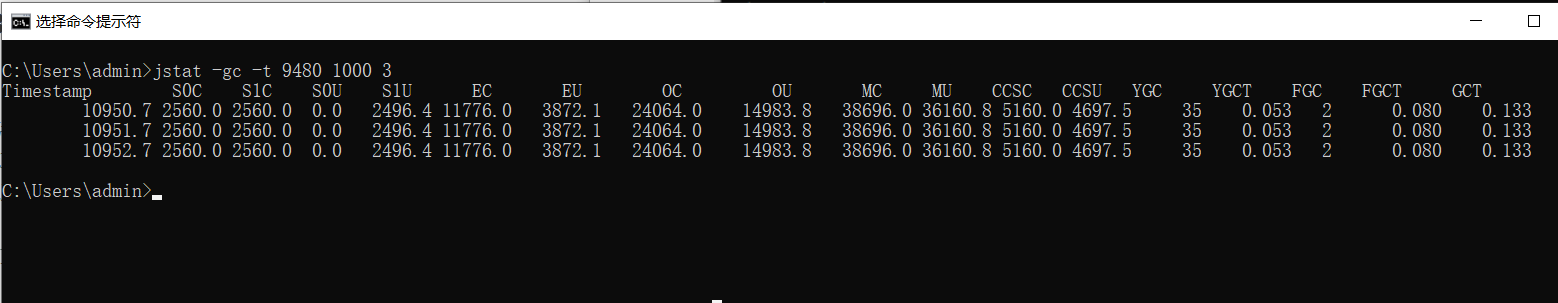 选择命令提示符
C:\Users\admin>jstat -gc -t 9480 1000 3
Timestamp S0C S1C S0U S1U EC EU OC OU MC MU CCSC CCSU YGC YGCT FGC FGCT GCT
10950.7 2560.0 2560.0 0.0 2496.4 11776.0 3872.1 24064.0 14983.8 38696.0 36160.8 5160.0 4697.5 35 0.053 2 0.080 0.133
10951.7 2560.0 2560.0 0.0 2496.4 11776.0 3872.1 24064.0 14983.8 38696.0 36160.8 5160.0 4697.5 35 0.053 2 0.080 0.133
10952.7 2560.0 2560.0 0.0 2496.4 11776.0 3872.1 24064.0 14983.8 38696.0 36160.8 5160.0 4697.5 35 0.053 2 0.080 0.133
C:\Users\admin>